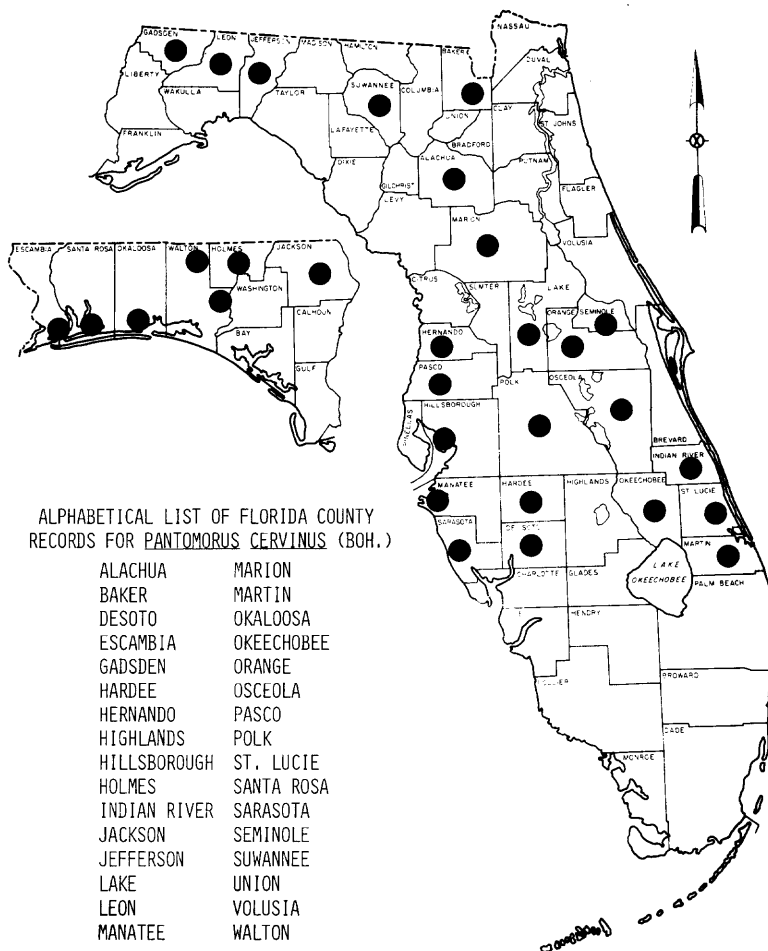 NASSAU
GADSDEN
LEON
JEFFERSON
MADISON
HAMILTON
BAKER
DUVAL
LIBERTY
WAKULLA
TAYLOR
SUWANNEE
COLUMBIA
UNION
CLAY
ST JOHNS
FRANKLIN
LAFAYETTE
BRADFORD
DIXIE
ALACHUA
PUTNAM
GILCHRIST
LEVY
FLAGLER
MARION
VOLUSIA
ESCAMBIA
SANTA ROSA
OKALOOSA
WALTON
HOLMES
JACKSON
WASHINGTON
CALHOUN
BAY
GULF
CITRUS
SUMTER
LAKE
HERNANDO
ORANGE
SEMINOLE
PASCO
POLK
OSCEOLA
HILLSBOROUGH
PINELLAS
BREVARD
INDIAN RIVER
MANATEE
HARDEE
HIGHLANDS
OKEECHOBEE
ST. LUCIE
SARASOTA
DE SOTO
MARTIN
CHARLOTTE
GLADES
LAKE
OKEECHOBEE
PALM BEACH
HENDRY
BROWARD
DADE
MONROE
ALPHABETICAL LIST OF FLORIDA COUNTY
RECORDS FOR PANTOMORUS CERVINUS (BOH.)
ALACHUA MARION
BAKER MARTIN
DESOTO OKALOOSA
ESCAMBIA OKEECHOBEE
GADSDEN ORANGE
HARDEE OSCEOLA
HERNANDO PASCO
HIGHLANDS POLK
HILLSBOROUGH ST. LUCIE
HOLMES SANTA ROSA
INDIAN RIVER SARASOTA
JACKSON SEMINOLE
JEFFERSON SUWANNEE
LAKE UNION
LEON VOLUSIA
MANATEE WALTON